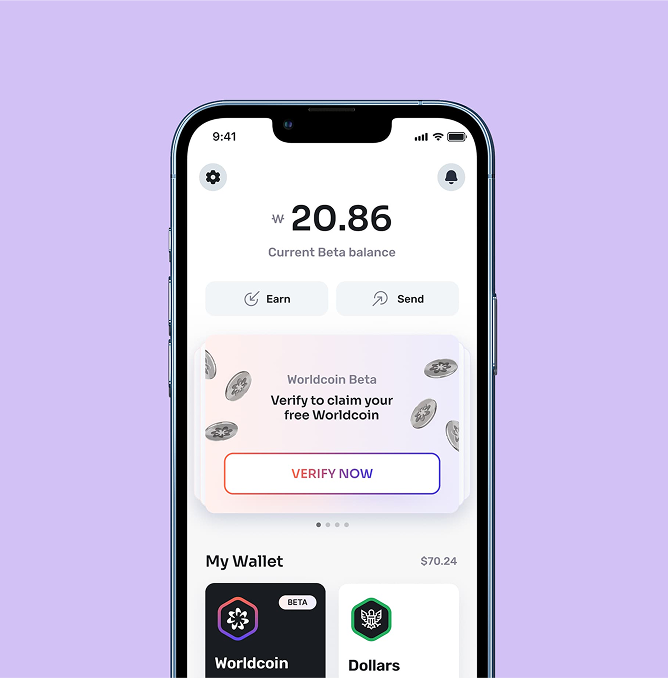 9:41
₩ 20.86
Current Beta balance
Earn
Send
Worldcoin Beta
Verify to claim your
free Worldcoin
VERIFY NOW
My Wallet
$70.24
BETA
Worldcoin
Dollars